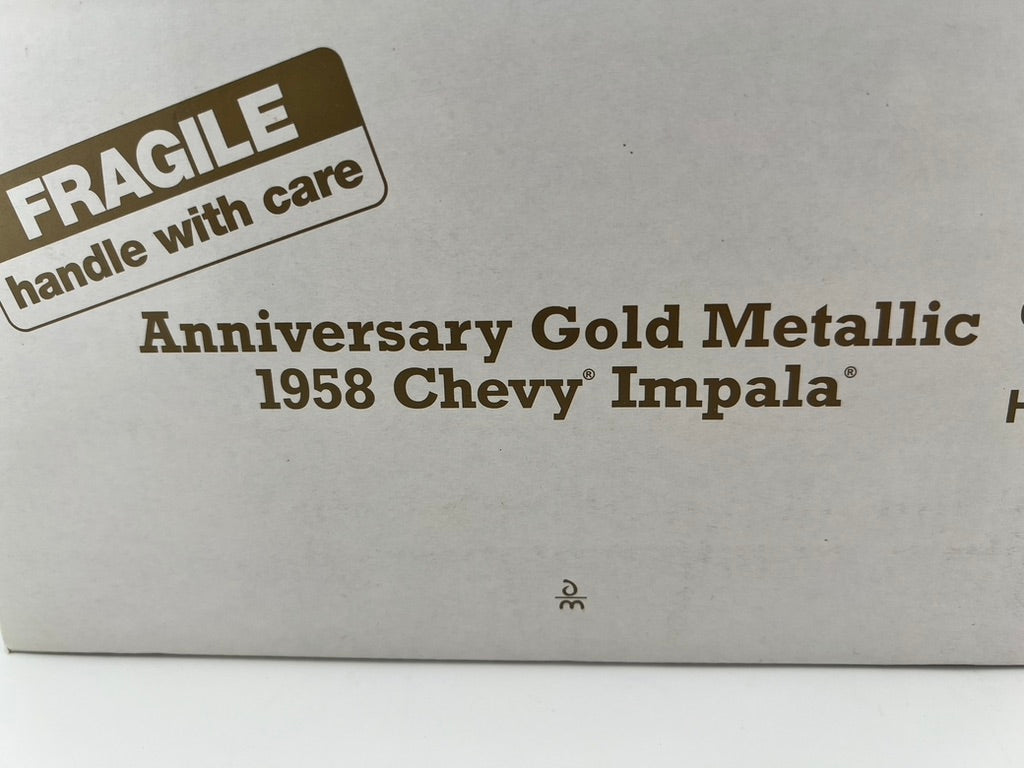 FRAGILE
handle with care
Anniversary Gold Metallic
1958 Chevy® Impala®